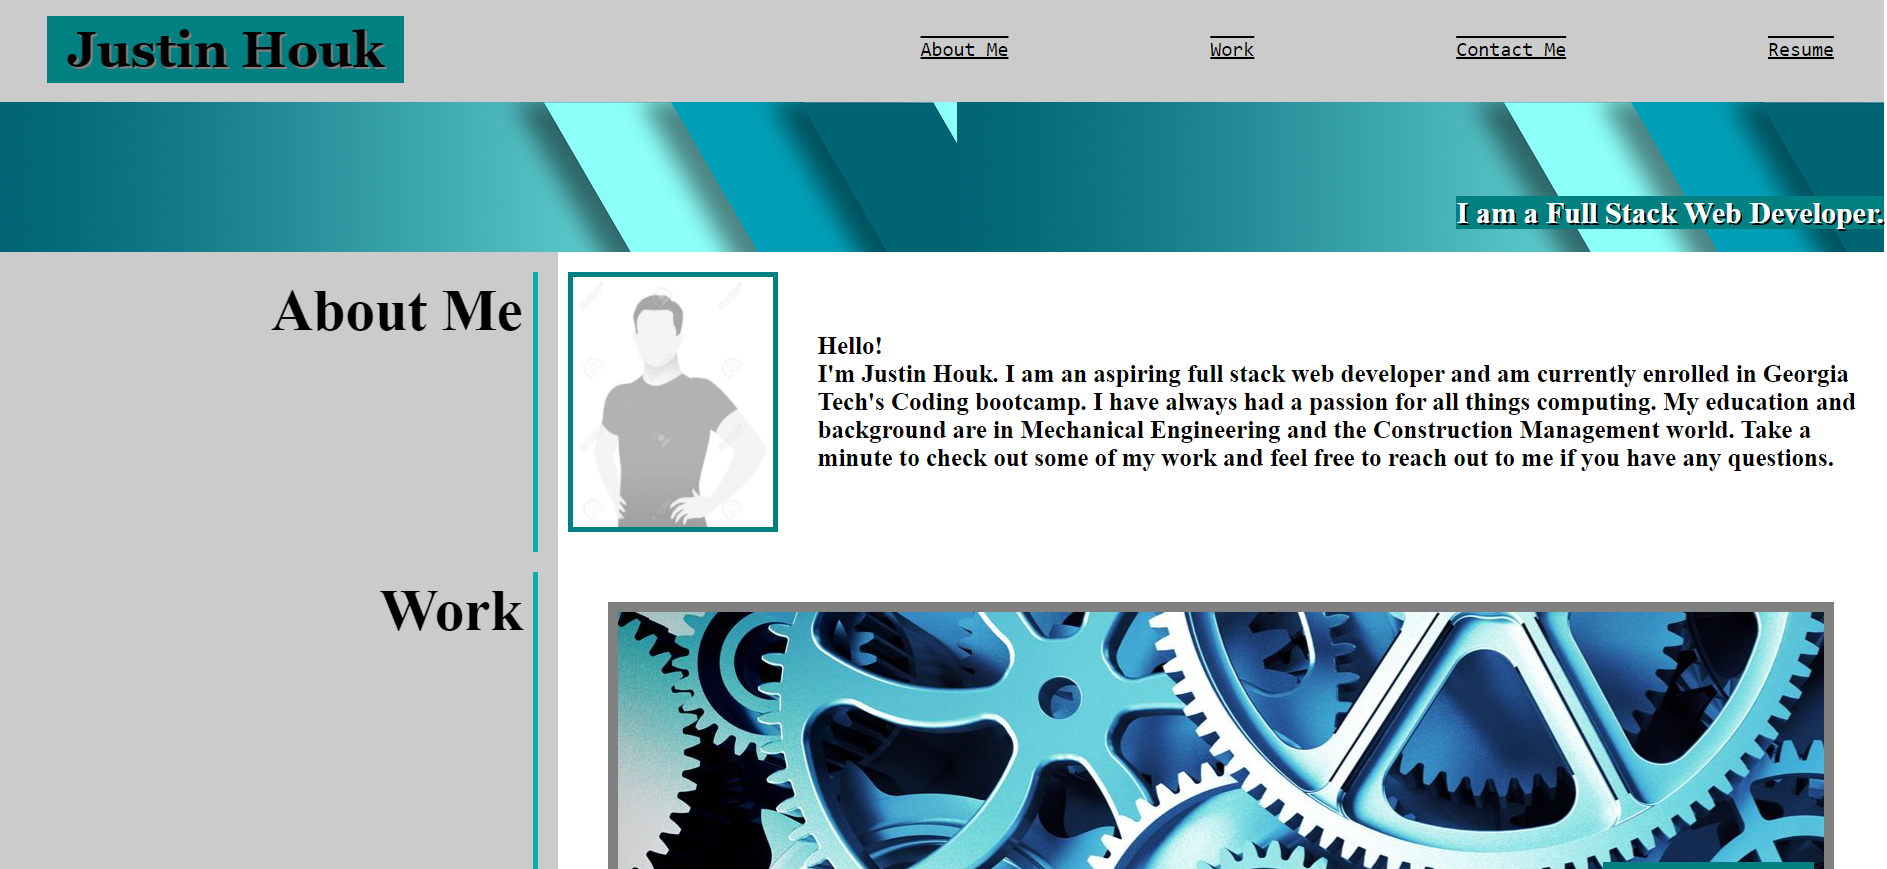 Justin Houk
About Me
Work
Contact Me
Resume
I am a Full Stack Web Developer.
About Me
Hello!
I'm Justin Houk. I am an aspiring full stack web developer and am currently enrolled in Georgia
Tech's Coding bootcamp. I have always had a passion for all things computing. My education and
background are in Mechanical Engineering and the Construction Management world. Take a
minute to check out some of my work and feel free to reach out to me if you have any questions.
Work